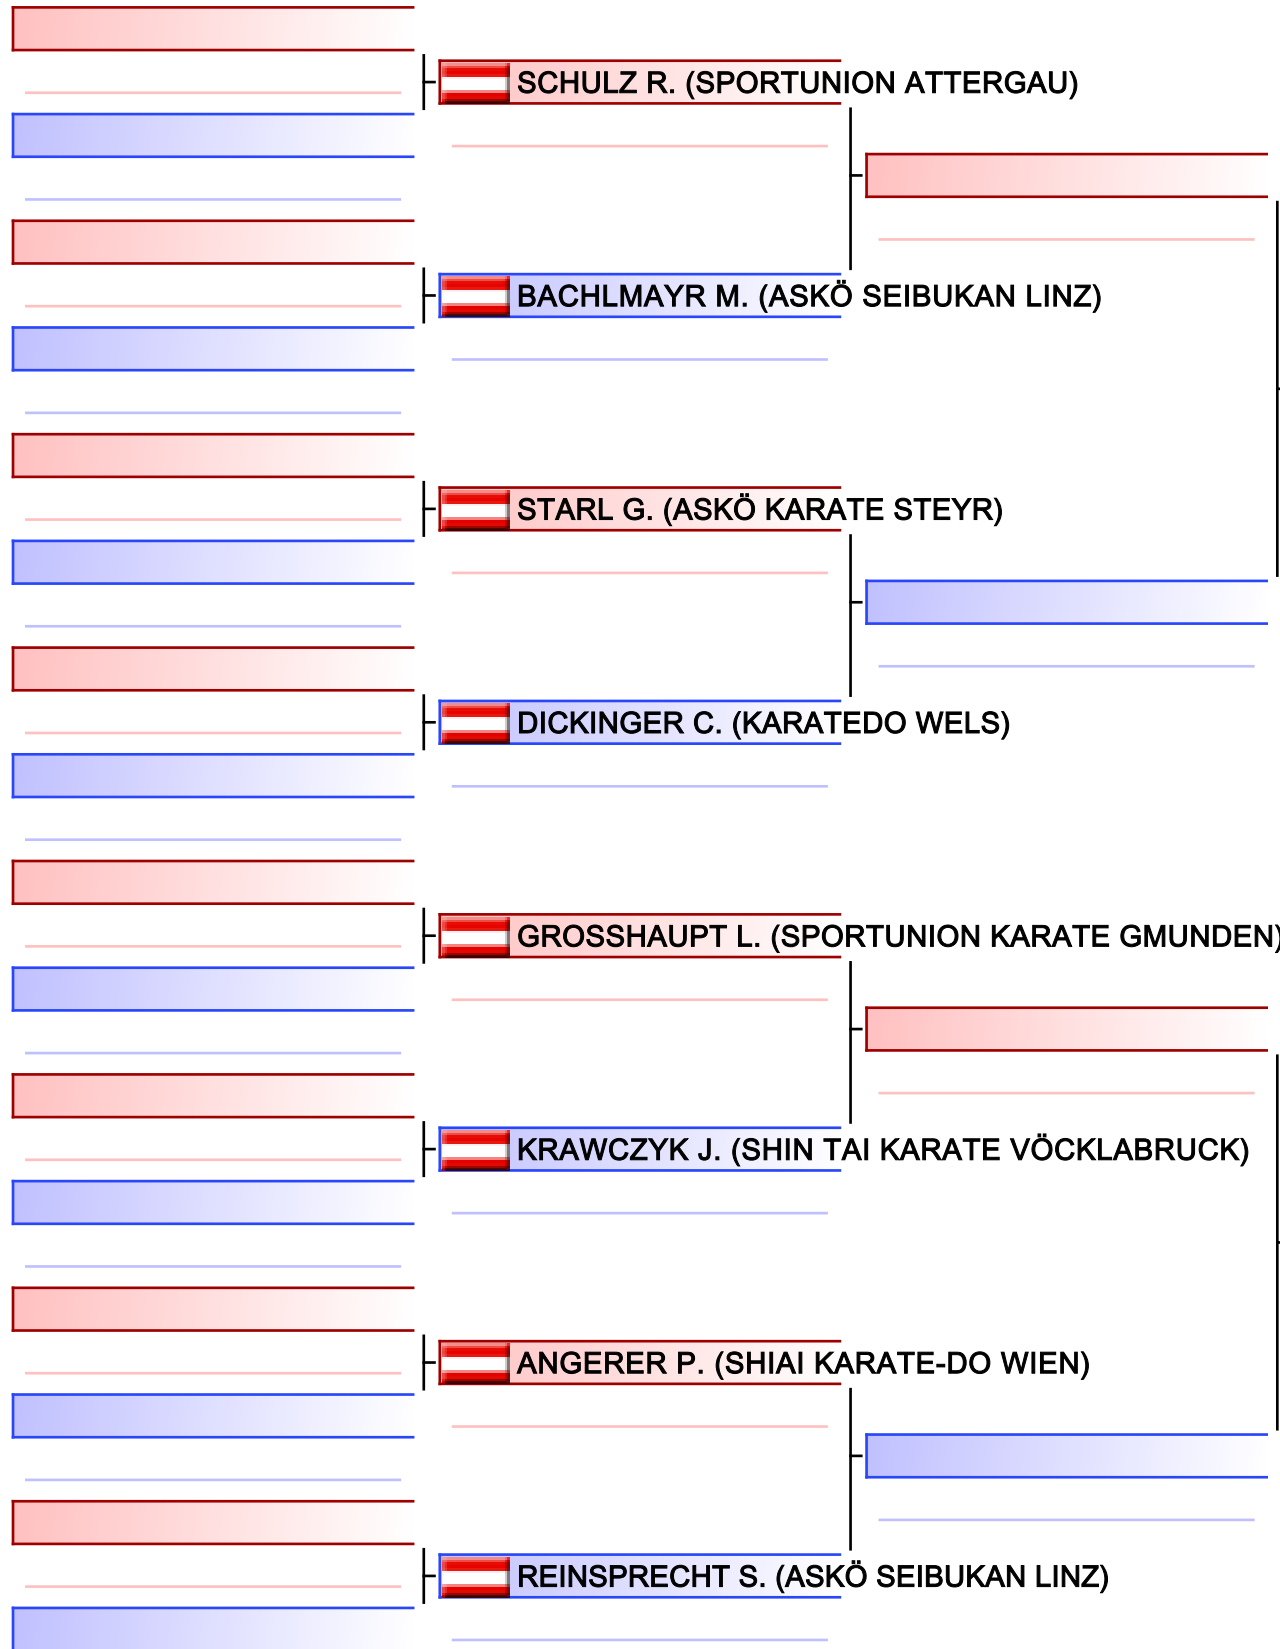 SCHULZ R. (SPORTUNION ATTERGAU)
BACHLMAYR M. (ASKÖ SEIBUKAN LINZ)
STARL G. (ASKÖ KARATE STEYR)
DICKINGER C. (KARATEDO WELS)
GROSSHAUPT L. (SPORTUNION KARATE GMUNDEN)
KRAWCZYK J. (SHIN TAI KARATE VÖCKLABRUCK)
ANGERER P. (SHIAI KARATE-DO WIEN)
REINSPRECHT S. (ASKÖ SEIBUKAN LINZ)